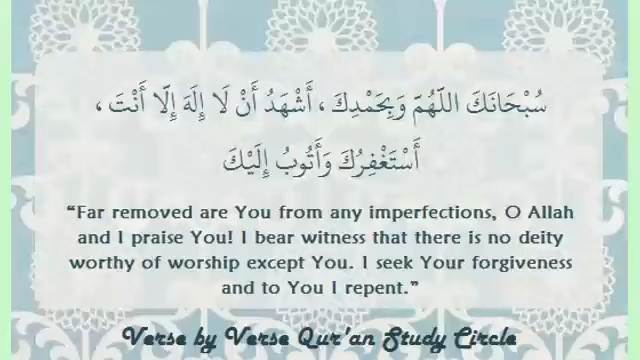 سُبْحَانَكَ اللَّهُمَّ وَبِحَمْدِكَ ، أَشْهَدُ أَنْ لَا إِلَهَ إِلَّا أَنْتَ ،
أَسْتَغْفِرُكَ وَأَتُوبُ إِلَيْكَ
“Far removed are You from any imperfections, O Allah
and I praise You! I bear witness that there is no deity
worthy of worship except You. I seek Your forgiveness
and to You I repent.”
Verse by Verse Qur'an Study Circle